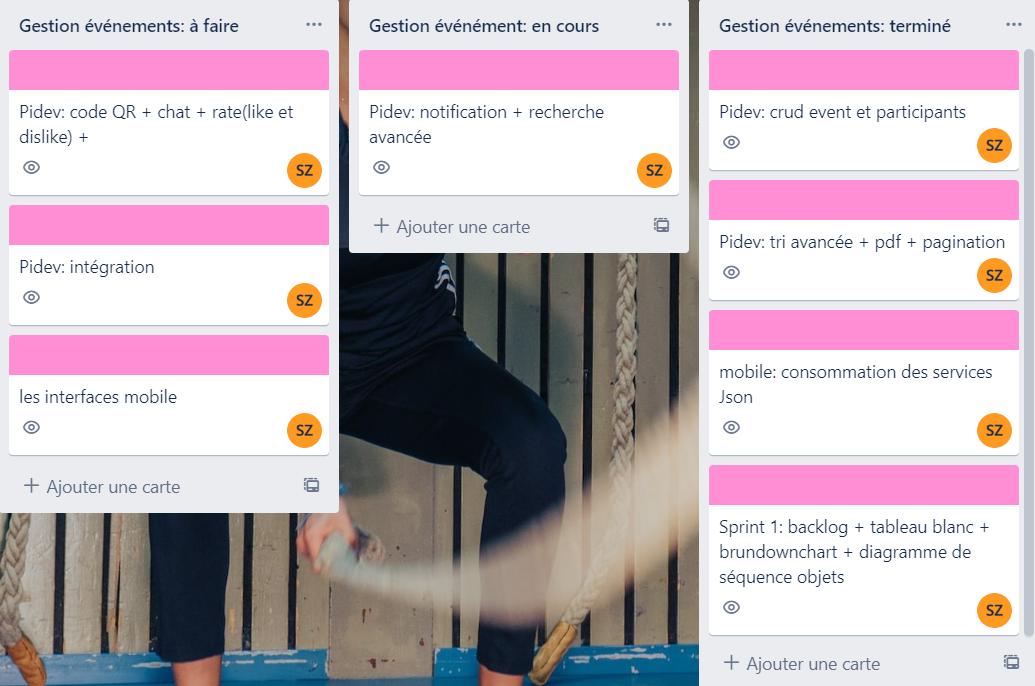 Gestion événements: à faire
Pidev: code QR + chat + rate(like et
dislike) +
SZ
Pidev: intégration
SZ
les interfaces mobile
SZ
Ajouter une carte
Gestion événément: en cours
Pidev: notification + recherche
avancée
SZ
Ajouter une carte
Gestion événements: terminé
Pidev: crud event et participants
SZ
Pidev: tri avancée + pdf + pagination
SZ
mobile: consommation des services
Json
SZ
Sprint 1: backlog + tableau blanc +
brundownchart + diagramme de
séquence objets
SZ
Ajouter une carte